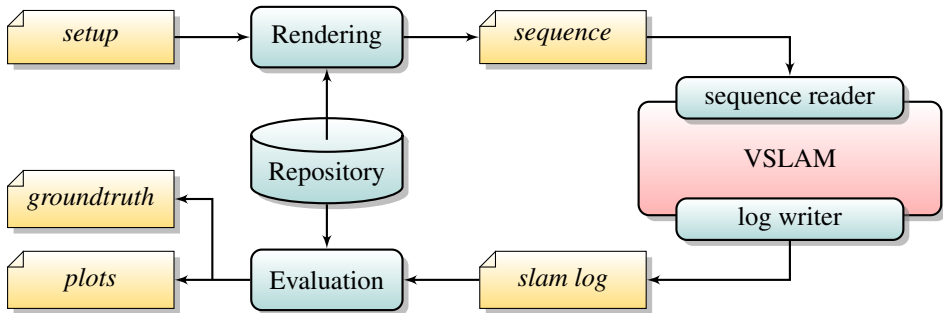 setup
Rendering
sequence
sequence reader
VSLAM
Repository
groundtruth
log writer
plots
Evaluation
slam log